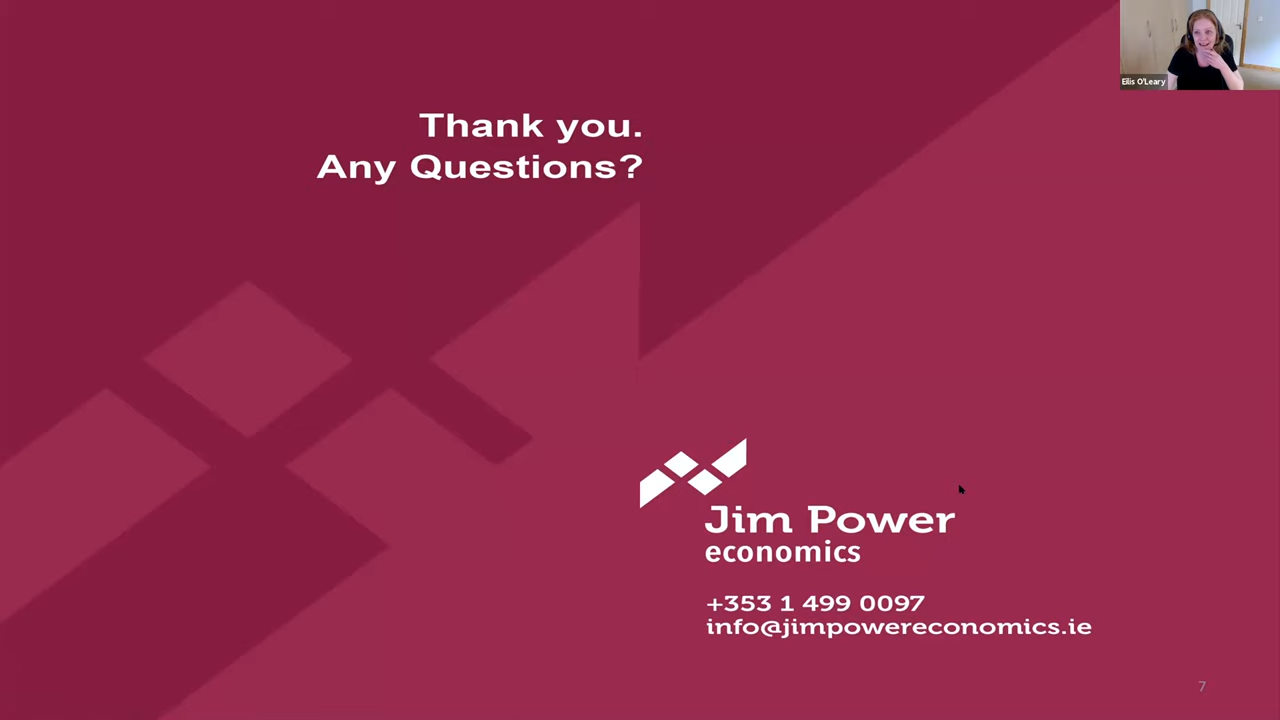 Eilis O'Leary
Thank you.
Any Questions?
Jim Power
economics
+353 1 499 0097
info@jimpowereconomics.ie
7